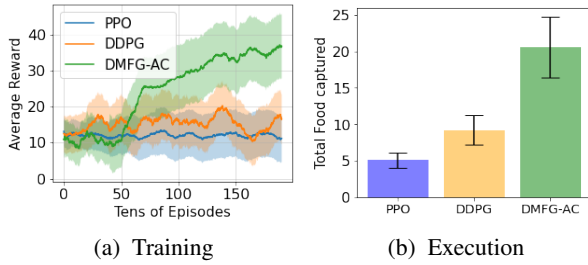 PPO
DDPG
DMFG-AC
Average Reward
40
30
20
10
0
0 50 100 150
Tens of Episodes
(a) Training
Total Food captured
25
20
15
10
5
0
PPO DDPG DMFG-AC
(b) Execution